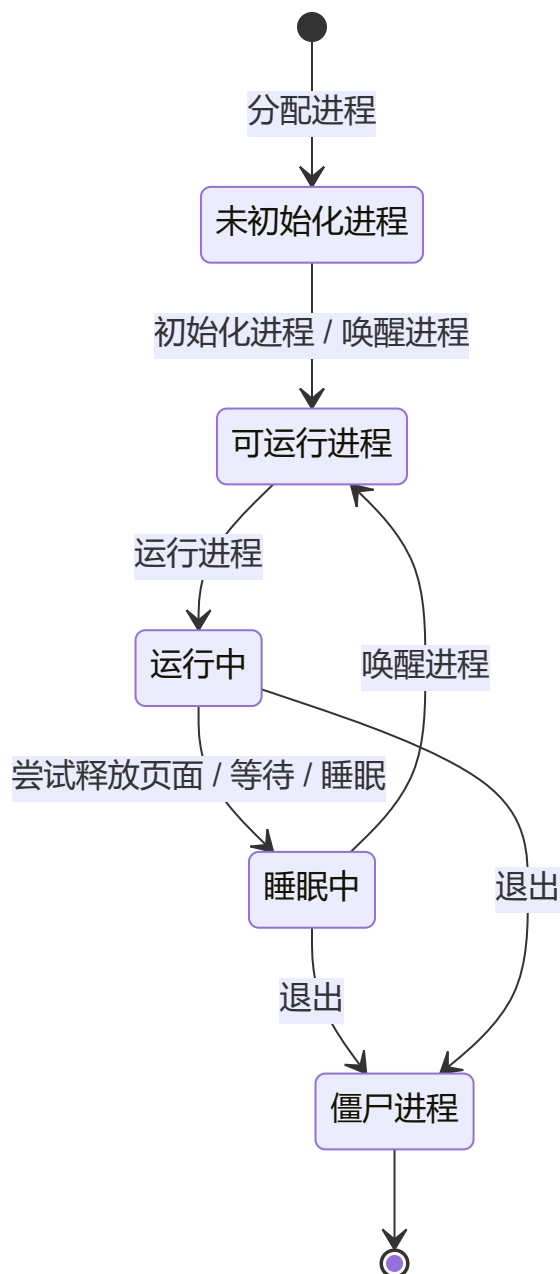 分配进程
未初始化进程
初始化进程 / 唤醒进程
可运行进程
运行进程
运行中
唤醒进程
尝试释放页面 / 等待 / 睡眠
睡眠中
退出
退出
僵尸进程